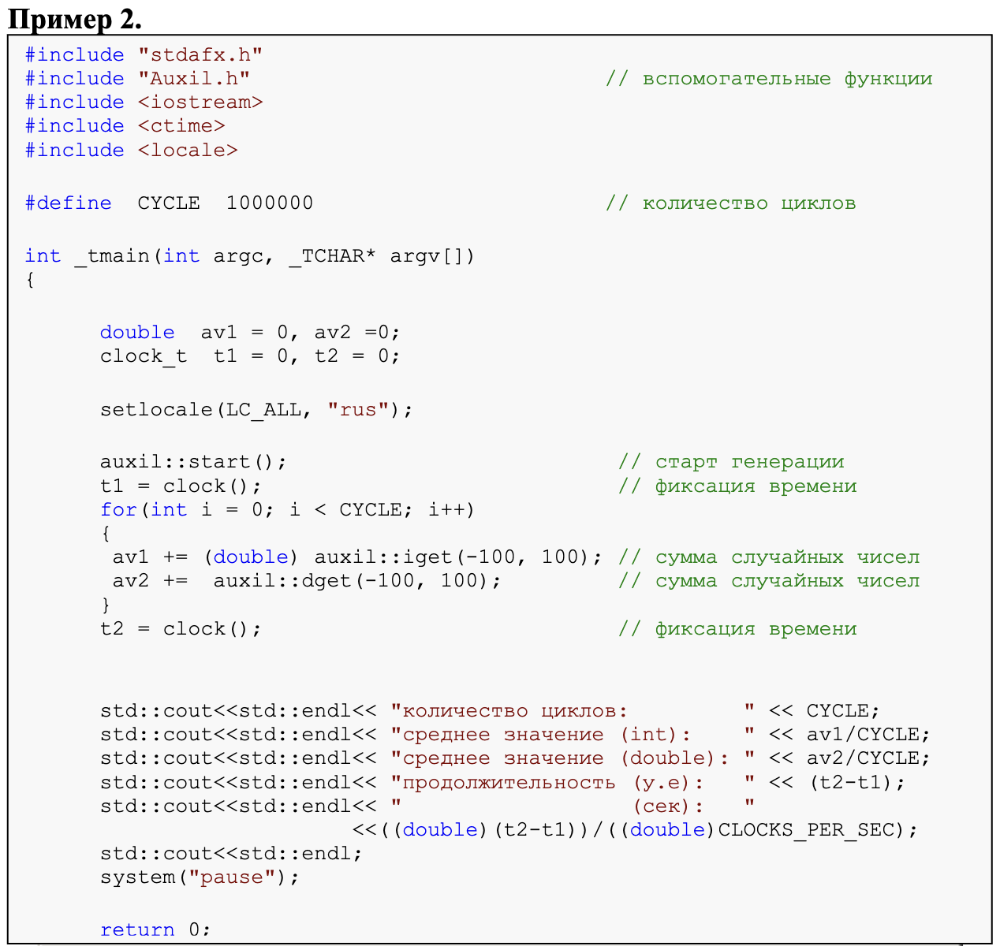 Пример 2.
#include "stdafx.h"
#include "Auxil.h" // вспомогательные функции
#include <iostream>
#include <ctime>
#include <locale>
#define CYCLE 1000000 // количество циклов
int _tmain(int argc, _TCHAR* argv[])
{
double av1 = 0, av2 =0;
clock_t t1 = 0, t2 = 0;
setlocale(LC_ALL, "rus");
auxil::start(); // старт генерации
t1 = clock(); // фиксация времени
for(int i = 0; i < CYCLE; i++)
{
av1 += (double) auxil::iget(-100, 100); // сумма случайных чисел
av2 += auxil::dget(-100, 100); // сумма случайных чисел
}
t2 = clock(); // фиксация времени
std::cout<<std::endl<< "количество циклов: " << CYCLE;
std::cout<<std::endl<< "среднее значение (int): " << av1/CYCLE;
std::cout<<std::endl<< "среднее значение (double): " << av2/CYCLE;
std::cout<<std::endl<< "продолжительность (у.е): " << (t2-t1);
std::cout<<std::endl<< " (сек): "
<<((double)(t2-t1))/((double)CLOCKS_PER_SEC);
std::cout<<std::endl;
system("pause");
return 0;